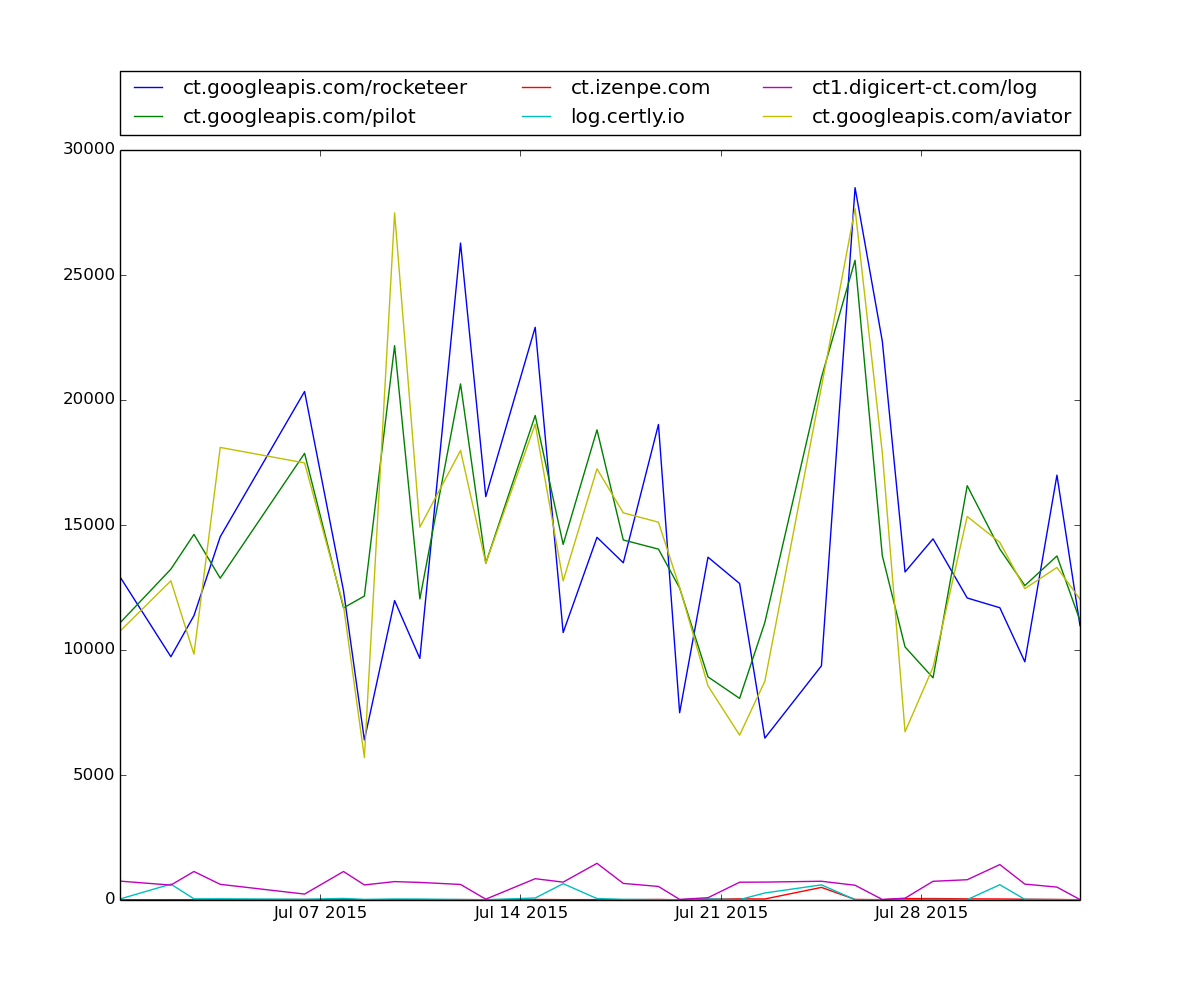 ct.googleapis.com/rocketeer
ct.izenpe.com
ct1.digicert-ct.com/log
ct.googleapis.com/pilot
log.certly.io
ct.googleapis.com/aviator
30000
25000
20000
15000
10000
5000
0
Jul 07 2015
Jul 14 2015
Jul 21 2015
Jul 28 2015